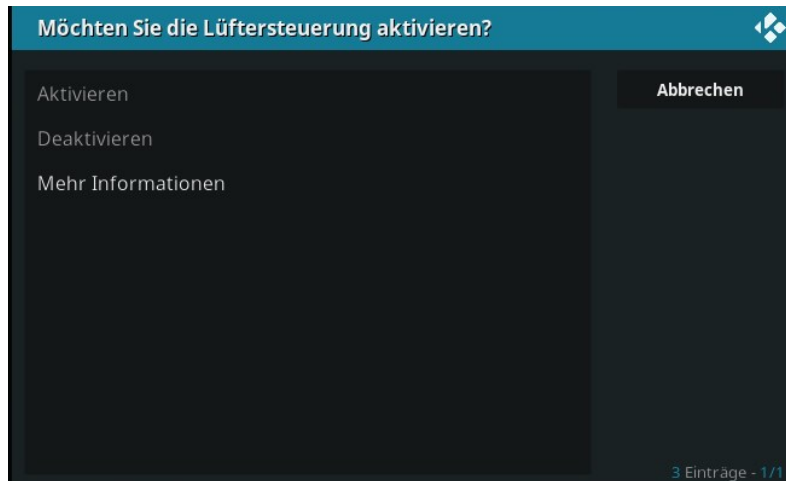 Möchten Sie die Lüftersteuerung aktivieren?
Aktivieren
Deaktivieren
Mehr Informationen
Abbrechen
3 Einträge - 1/1